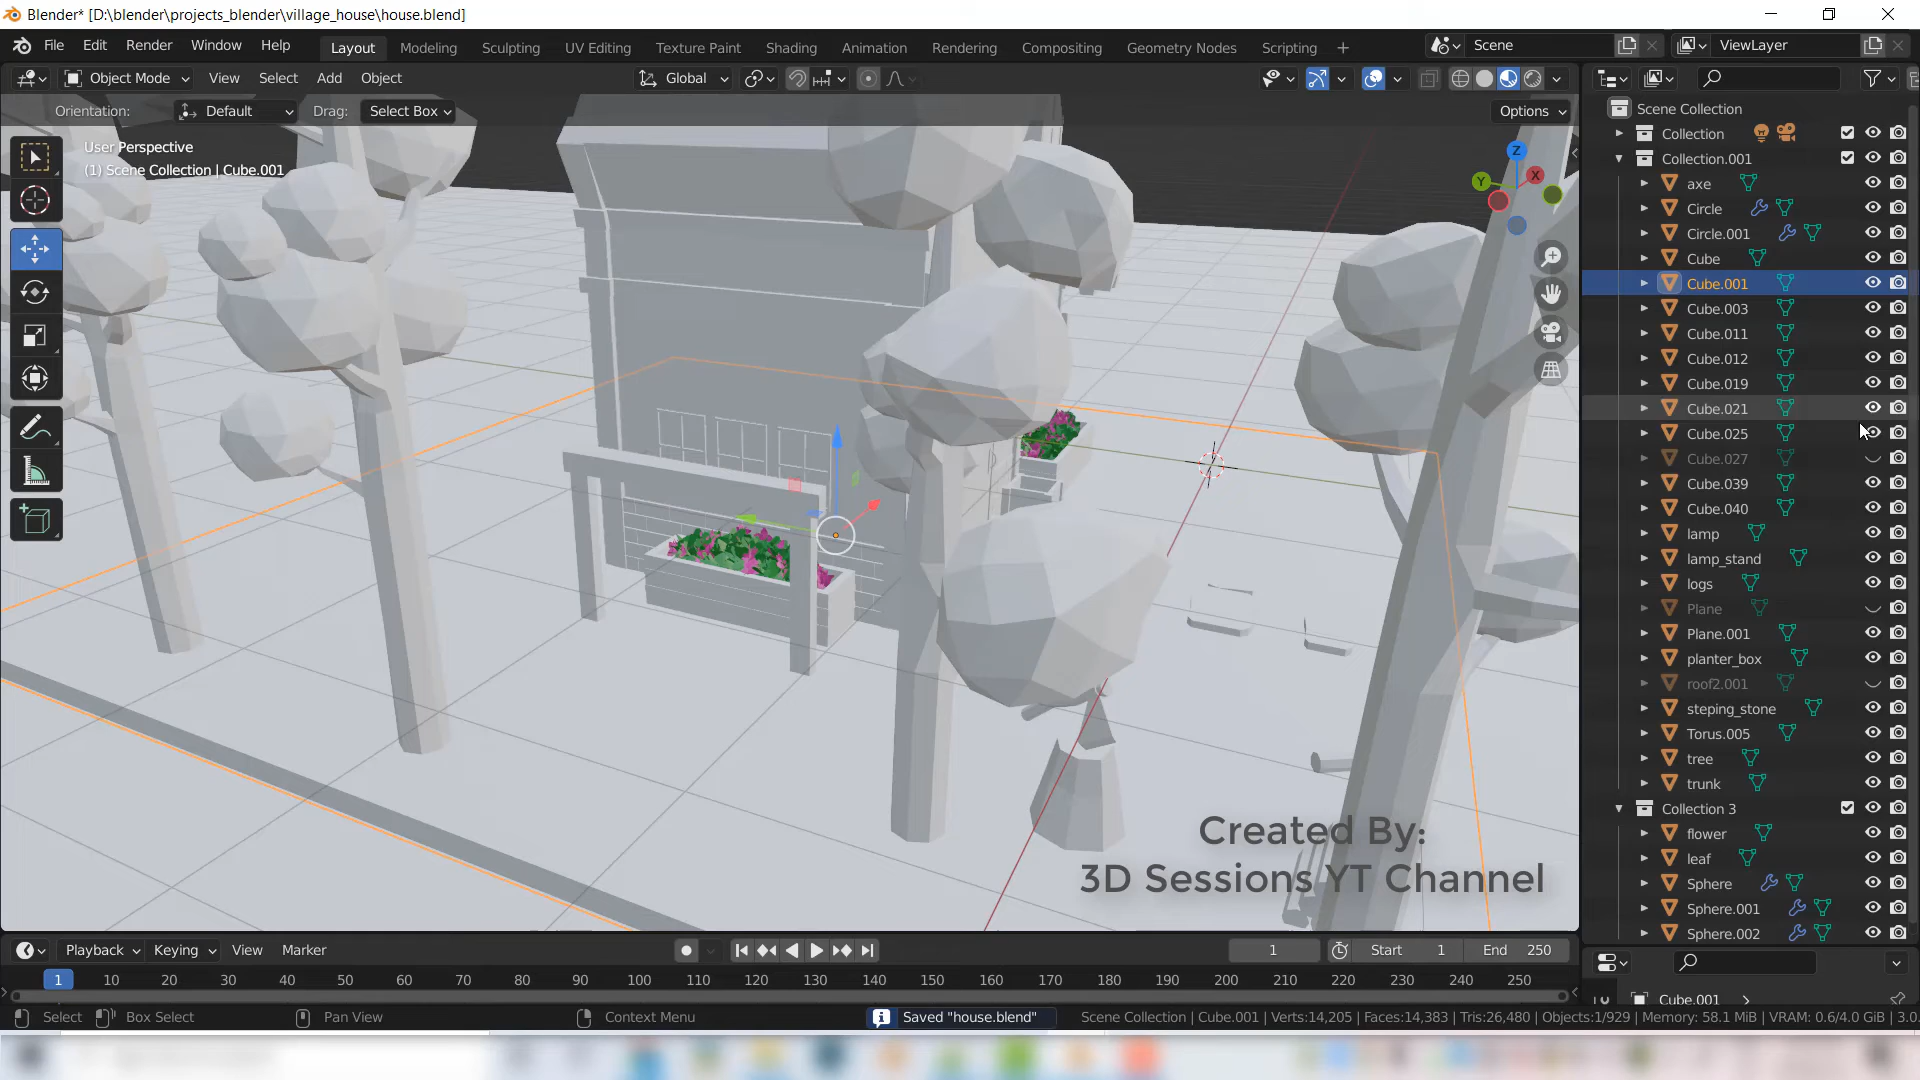 Blender* [D:\blender\projects_blender\village_house\house.blend]
File Edit Render Window Help Layout Modeling Sculpting UV Editing Texture Paint Shading Animation Rendering Compositing Geometry Nodes Scripting + Scene ViewLayer
Object Mode View Select Add Object Global
Orientation: Default Drag: Select Box Options
User Perspective
(1) Scene Collection | Cube.001
Z
X
Y
Scene Collection
Collection
Collection.001
axe
Circle
Circle.001
Cube
Cube.001
Cube.003
Cube.011
Cube.012
Cube.019
Cube.021
Cube.025
Cube.027
Cube.039
Cube.040
lamp
lamp_stand
logs
Plane
Plane.001
planter_box
roof2.001
steping_stone
Torus.005
tree
trunk
Collection 3
flower
leaf
Sphere
Sphere.001
Sphere.002
Created By:
3D Sessions YT Channel
Playback Keying View Marker 1 Start 1 End 250
1 10 20 30 40 50 60 70 80 90 100 110 120 130 140 150 160 170 180 190 200 210 220 230 240 250
Cube.001
Select Box Select Pan View Context Menu Saved "house.blend" Scene Collection | Cube.001 | Verts:14,205 | Faces:14,383 | Tris:26,480 | Objects:1/929 | Memory: 58.1 MiB | VRAM: 0.6/4.0 GiB | 3.0.